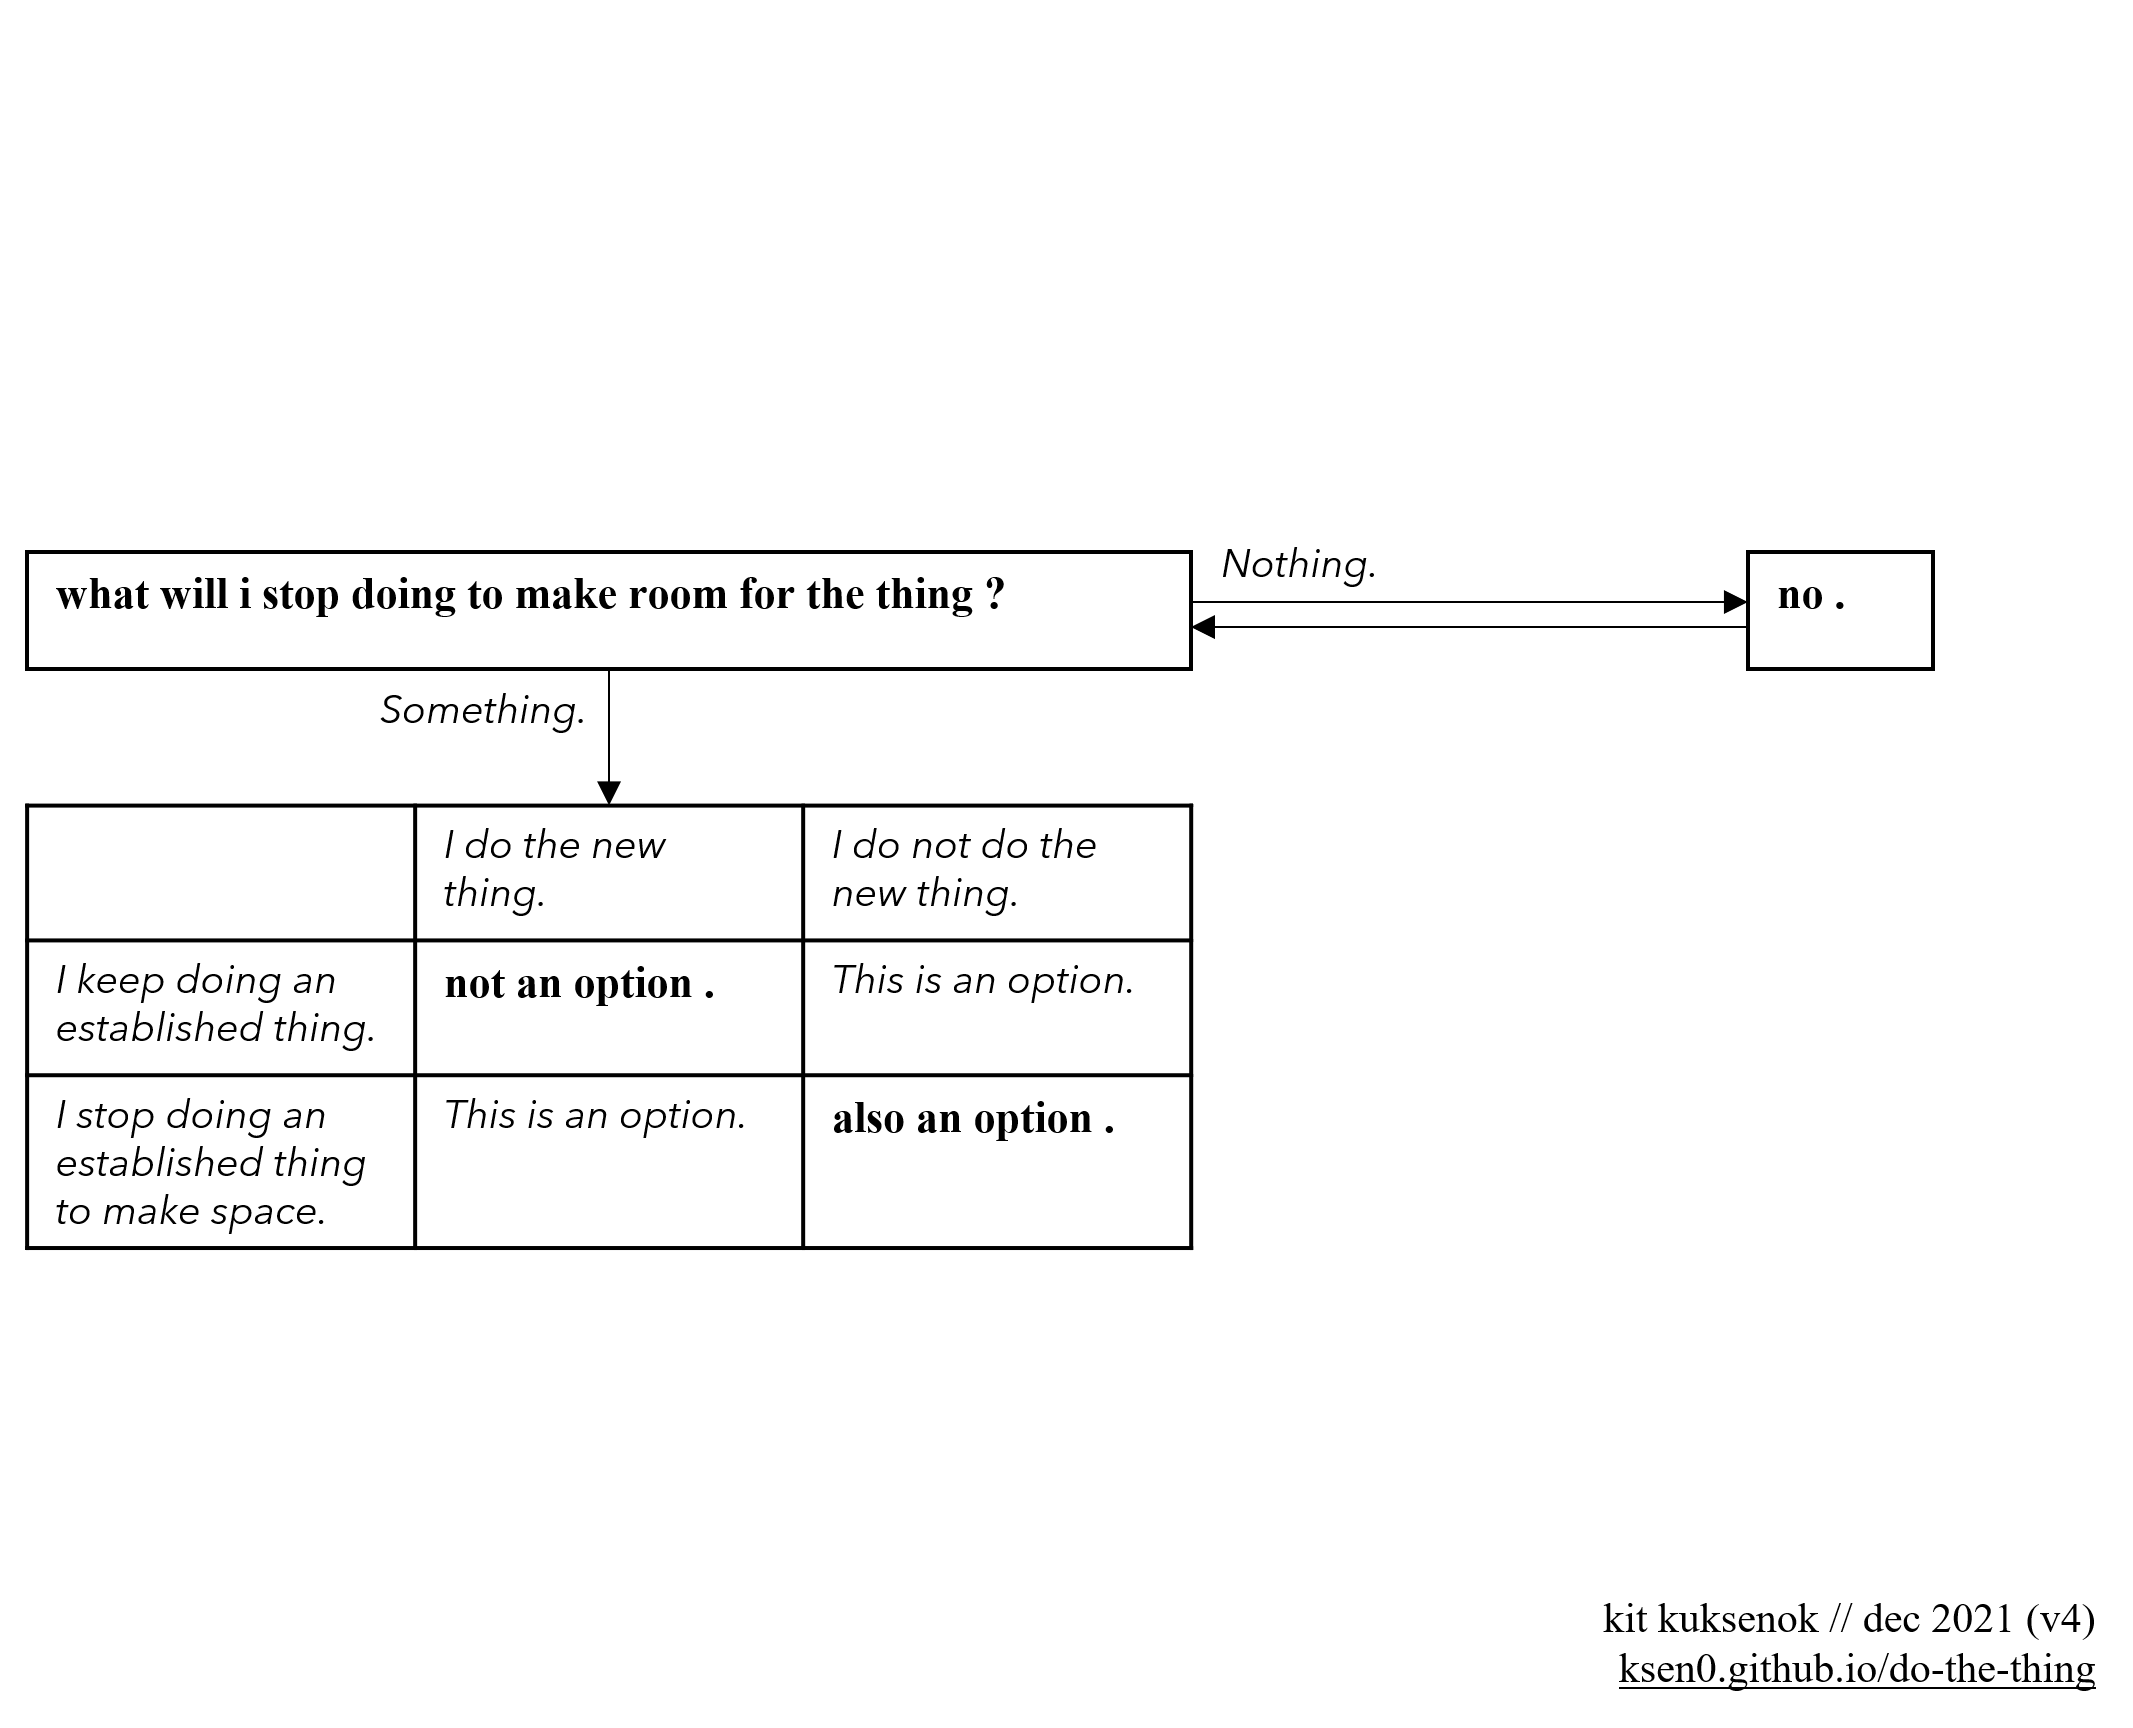 what will i stop doing to make room for the thing ?
Nothing.
no .
Something.
I do the new
thing.
I do not do the
new thing.
I keep doing an
established thing.
not an option .
This is an option.
I stop doing an
established thing
to make space.
This is an option.
also an option .
kit kuksenok // dec 2021 (v4)
ksen0.github.io/do-the-thing